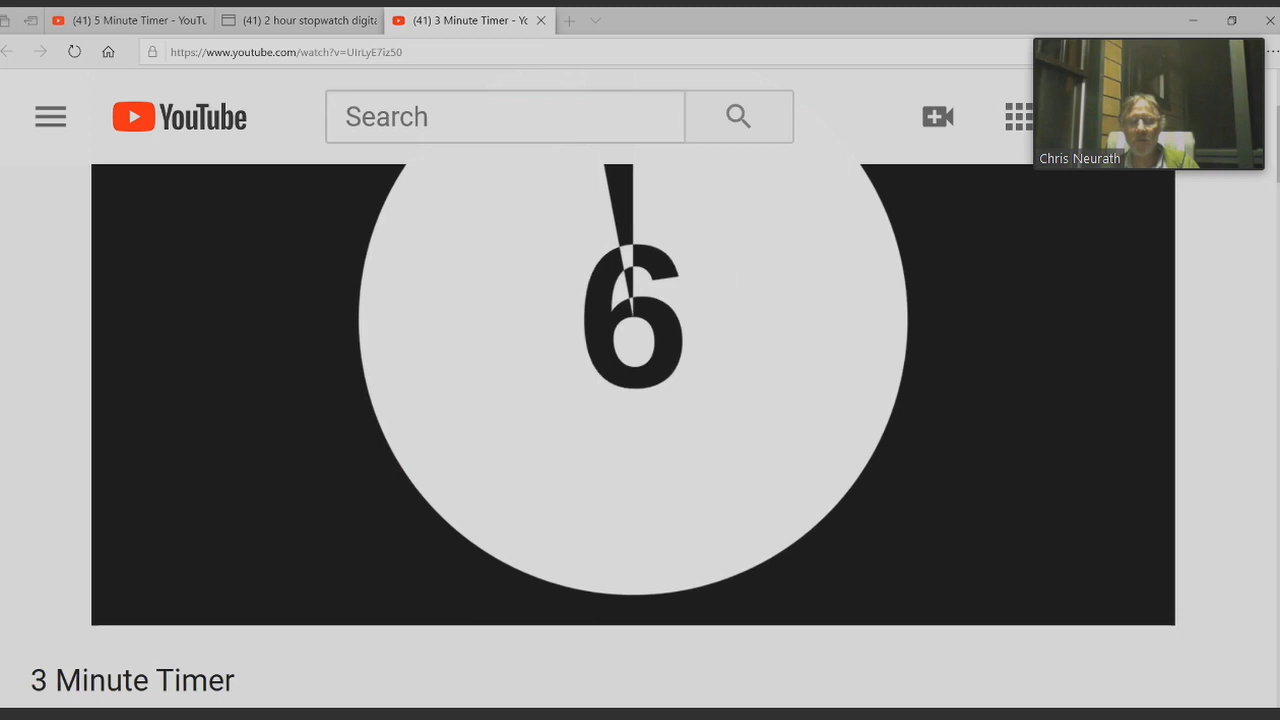 (41) 5 Minute Timer - YouTu
(41) 2 hour stopwatch digita
(41) 3 Minute Timer - Yo
https://www.youtube.com/watch?v=UIrLyE7iz50
YouTube
Search
Chris Neurath
6
3 Minute Timer